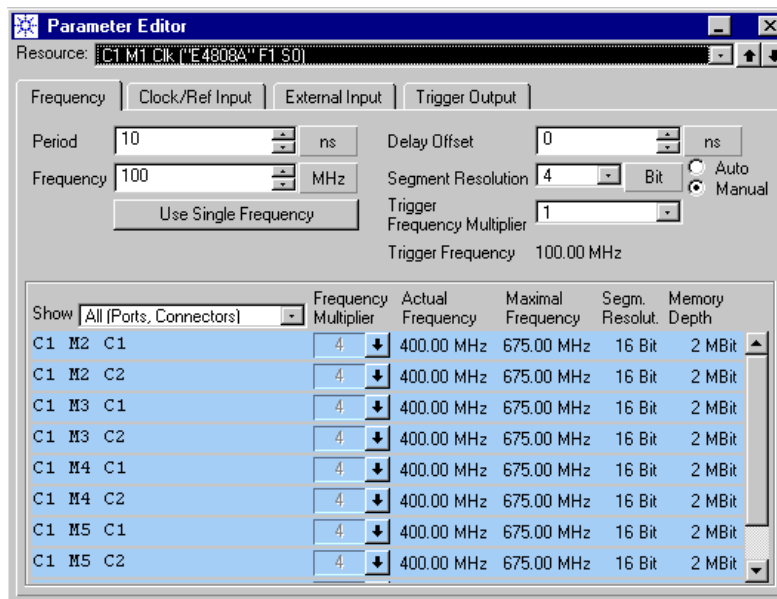 Parameter Editor
Resource: C1 M1 Clk ("E4808A" F1 S0)
Frequency Clock/Ref Input External Input Trigger Output
Period 10 ns Delay Offset 0 ns
Frequency 100 MHz Segment Resolution 4 Bit Auto
Manual
Use Single Frequency Trigger
Frequency Multiplier 1
Trigger Frequency 100.00 MHz
Show All (Ports, Connectors) Frequency Multiplier Actual Frequency Maximal Frequency Segm. Resolut. Memory Depth
C1 M2 C1 4 400.00 MHz 675.00 MHz 16 Bit 2 MBit
C1 M2 C2 4 400.00 MHz 675.00 MHz 16 Bit 2 MBit
C1 M3 C1 4 400.00 MHz 675.00 MHz 16 Bit 2 MBit
C1 M3 C2 4 400.00 MHz 675.00 MHz 16 Bit 2 MBit
C1 M4 C1 4 400.00 MHz 675.00 MHz 16 Bit 2 MBit
C1 M4 C2 4 400.00 MHz 675.00 MHz 16 Bit 2 MBit
C1 M5 C1 4 400.00 MHz 675.00 MHz 16 Bit 2 MBit
C1 M5 C2 4 400.00 MHz 675.00 MHz 16 Bit 2 MBit